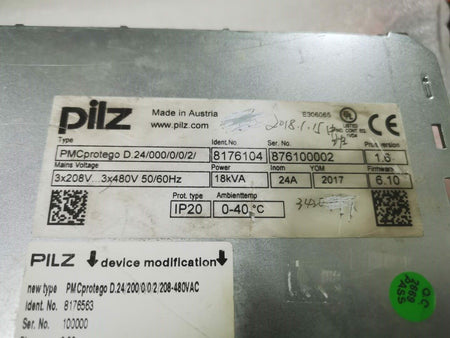 pilz
Made in Austria
www.pilz.com
E306065
2018.1.15
Type
Ident.No.
Ser. No.
PMCprotego D.24/000/0/0/2/
8176104
876100002
1.6
Mains Voltage
Power
Inom
YOM
Firmware
3x208V...3x480V 50/60Hz
18kVA
24A
2017
6.10
Prot. type
Ambienttemp
IP20
0-40 °C
PILZ device modification
new type PMCprotego D.24/200/0/0/2/208-480VAC
Ident. No. 8176563
Ser. No. 100000
QC
2669
PASS